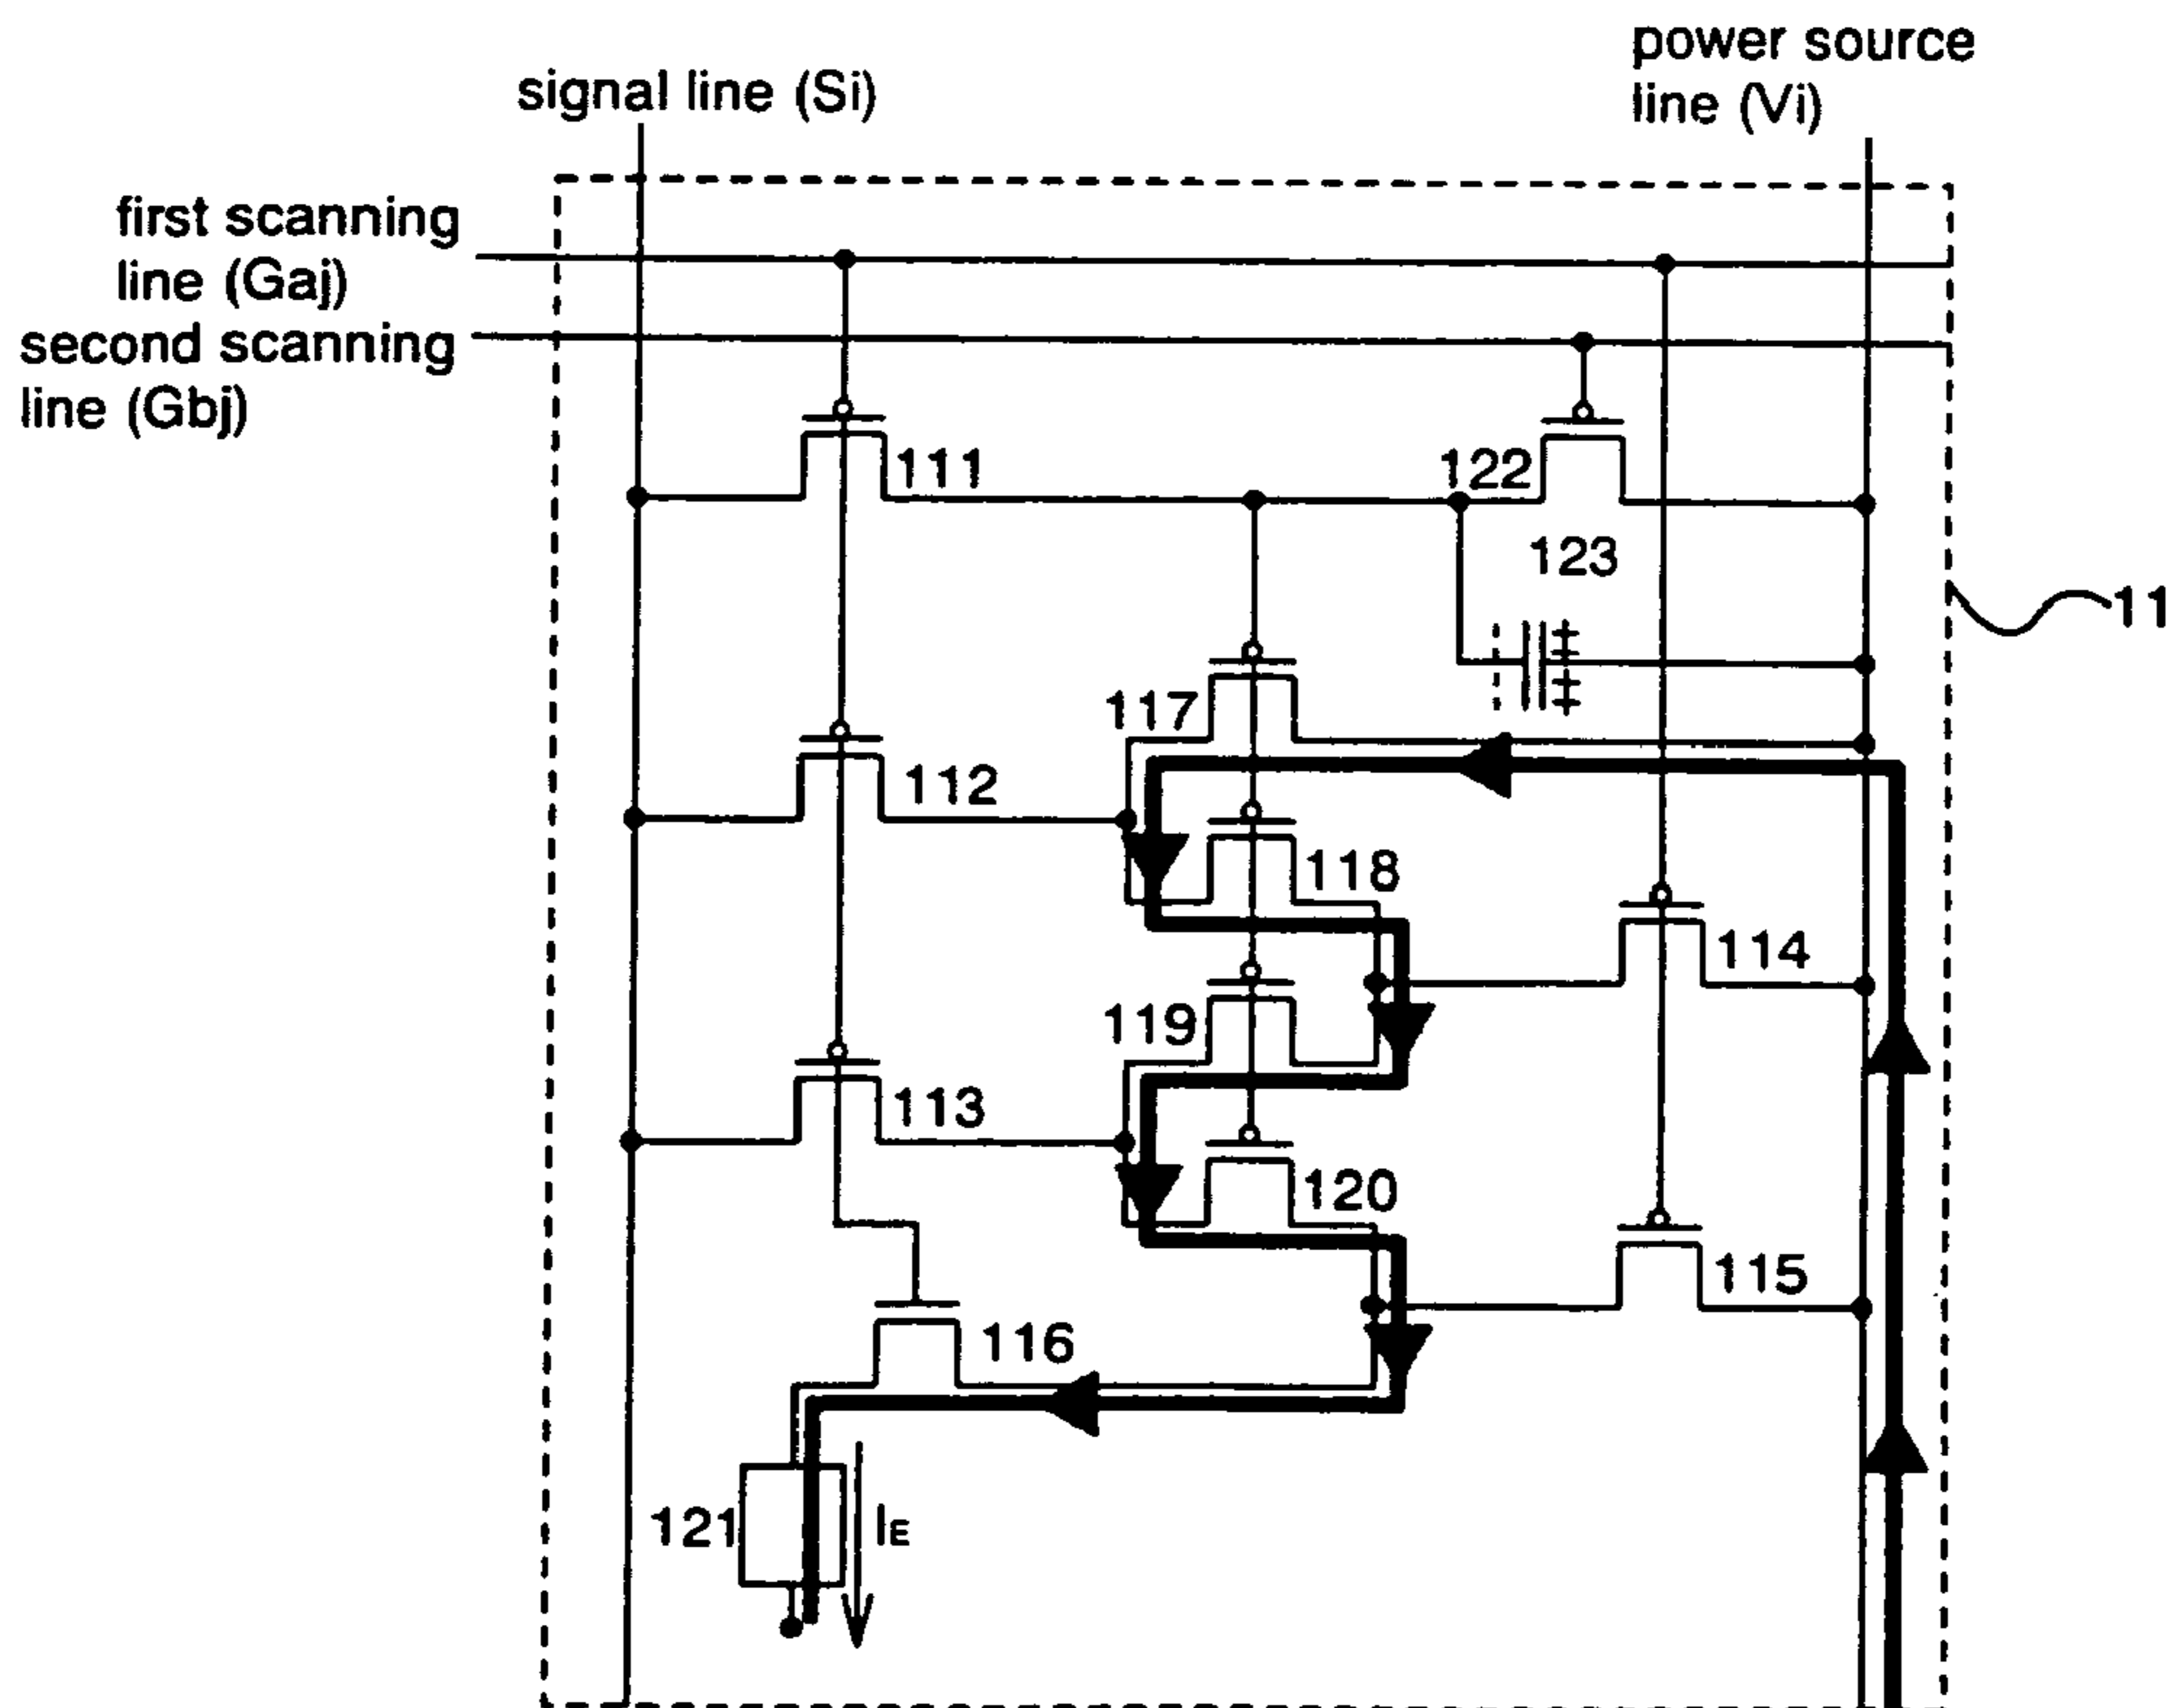 power source
line (Vi)
signal line (Si)
first scanning
line (Gaj)
second scanning
line (Gbj)
111
122
123
11
117
112
118
114
119
113
120
115
116
121
IE